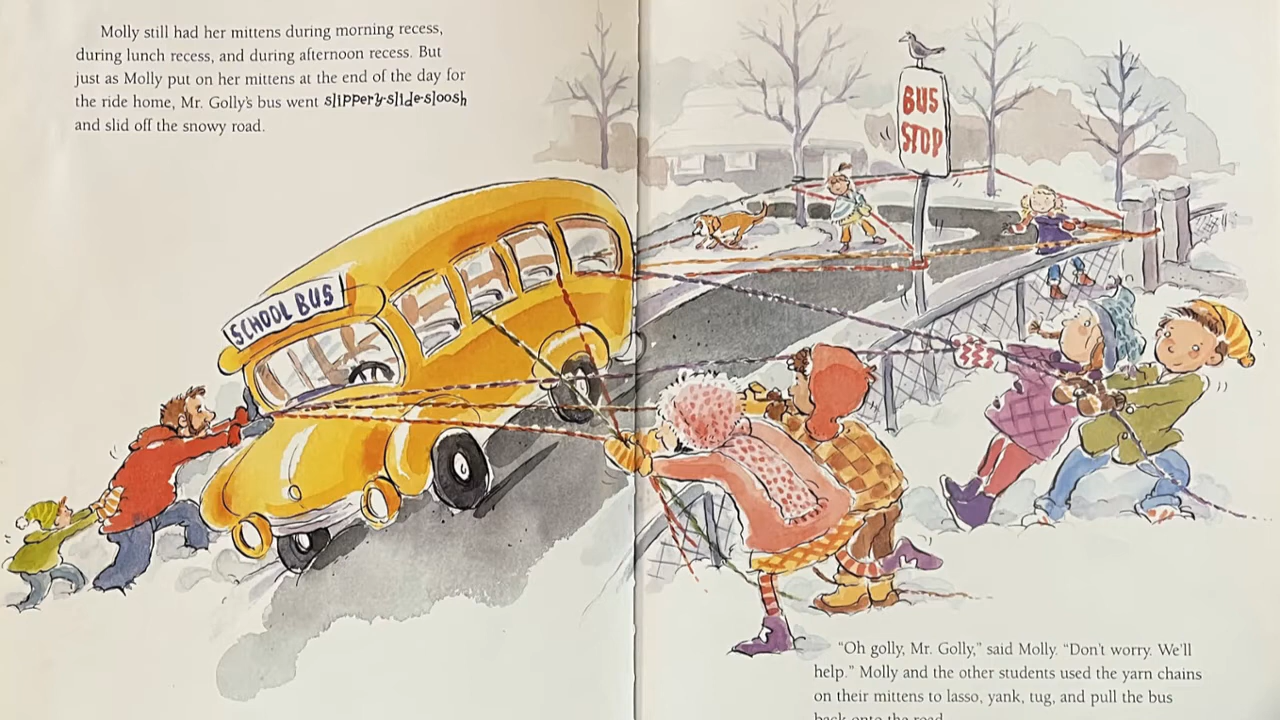 Molly still had her mittens during morning recess,
during lunch recess, and during afternoon recess. But
just as Molly put on her mittens at the end of the day for
the ride home, Mr. Golly's bus went slippery-slide-sloosh
and slid off the snowy road.
SCHOOL BUS
BUS
STOP
"Oh golly, Mr. Golly," said Molly. "Don't worry. We'll
help." Molly and the other students used the yarn chains
on their mittens to lasso, yank, tug, and pull the bus
back onto the road.